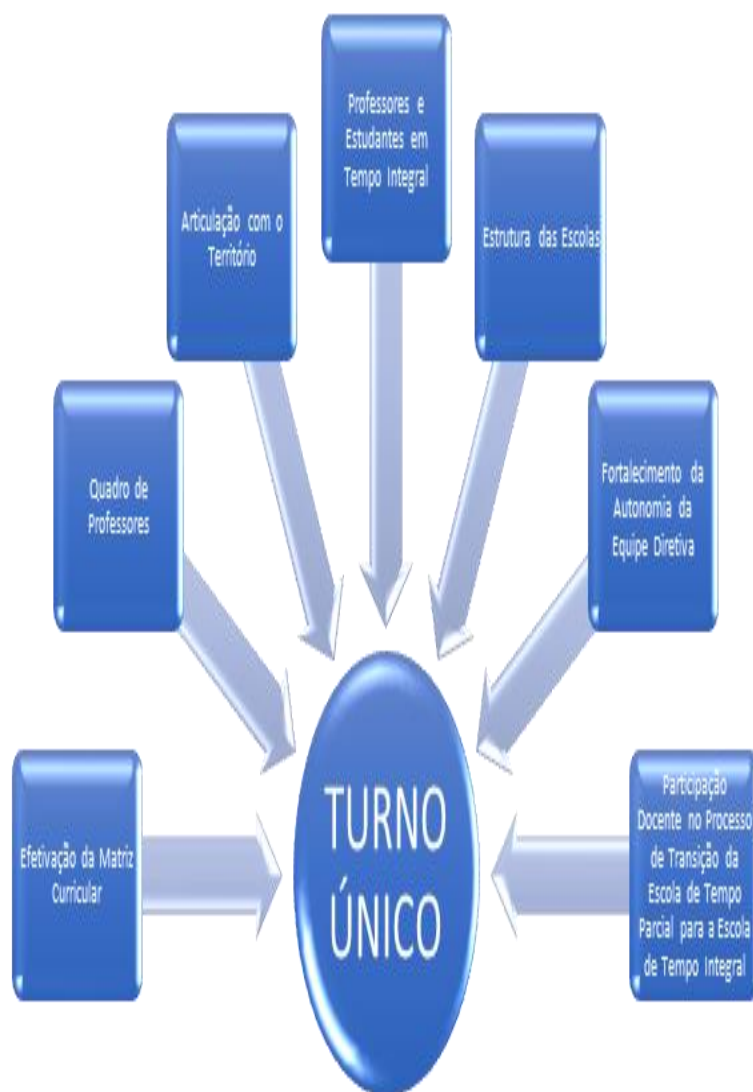 Professores e
Estudantes em
Tempo Integral
Articulação com o
Território
Estrutura das Escolas
Quadro de
Professores
Fortalecimento da
Autonomia da
Equipe Diretiva
Efetivação da Matriz
Curricular
TURNO
ÚNICO
Participação
Docente no Processo
de Transição da
Escola de Tempo
Parcial para a Escola
de Tempo Integral